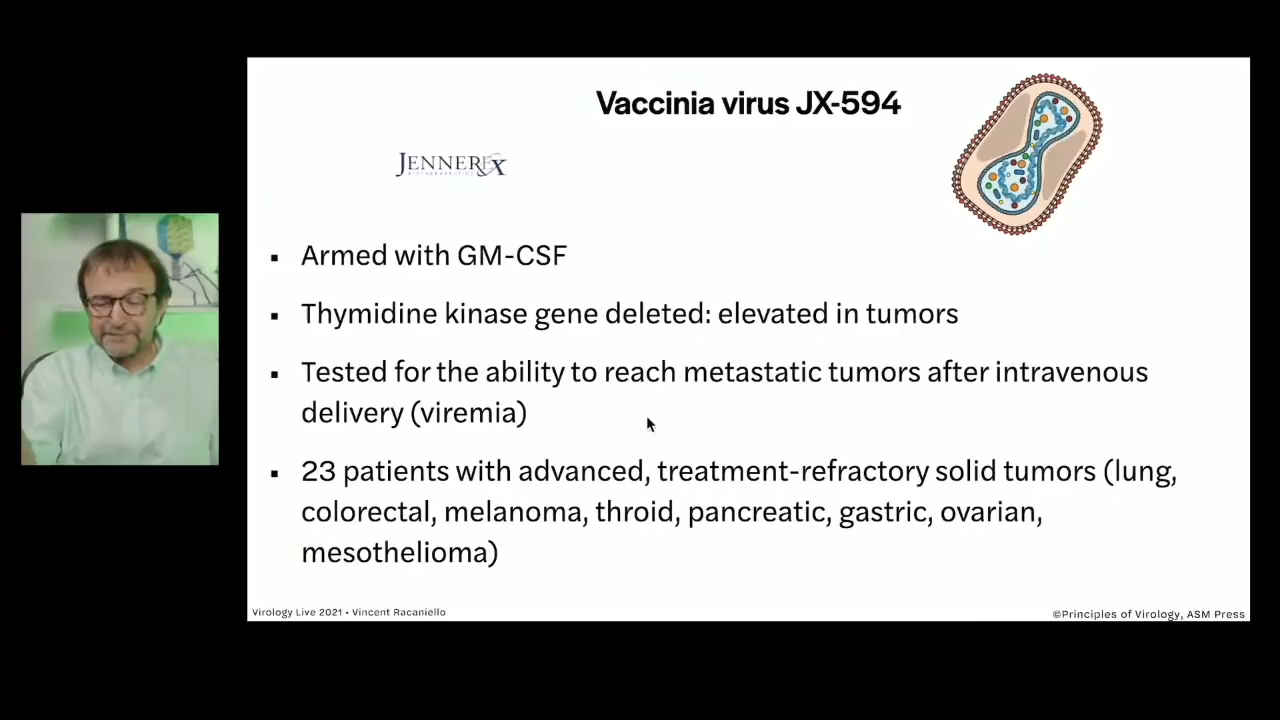 Vaccinia virus JX-594
JENNEREX
BIOTHERAPEUTICS
▪ Armed with GM-CSF
▪ Thymidine kinase gene deleted: elevated in tumors
▪ Tested for the ability to reach metastatic tumors after intravenous
delivery (viremia)
▪ 23 patients with advanced, treatment-refractory solid tumors (lung,
colorectal, melanoma, throid, pancreatic, gastric, ovarian,
mesothelioma)
Virology Live 2021 • Vincent Racaniello
©Principles of Virology, ASM Press